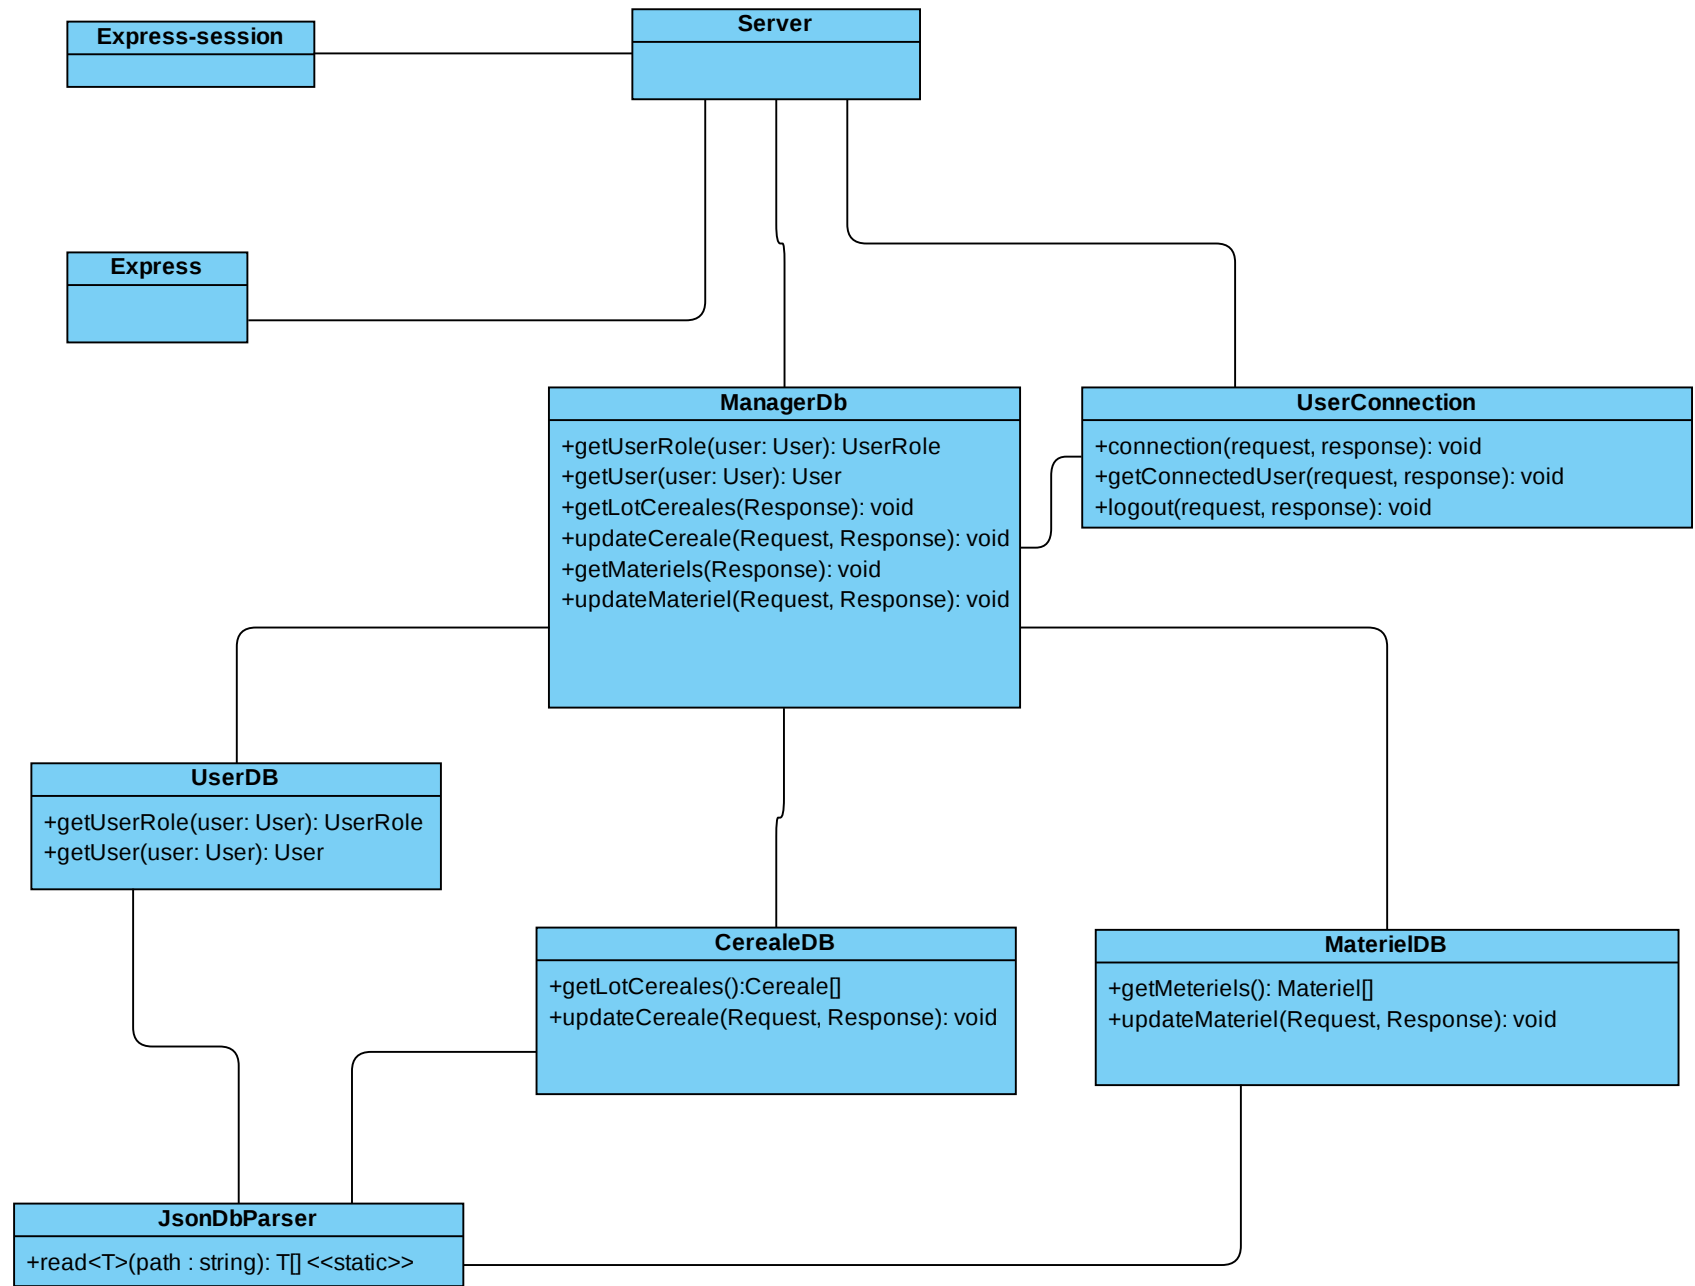 Express-session
Server
Express
ManagerDb
+getUserRole(user: User): UserRole
+getUser(user: User): User
+getLotCereales(Response): void
+updateCereale(Request, Response): void
+getMateriels(Response): void
+updateMateriel(Request, Response): void
UserConnection
+connection(request, response): void
+getConnectedUser(request, response): void
+logout(request, response): void
UserDB
+getUserRole(user: User): UserRole
+getUser(user: User): User
CerealeDB
+getLotCereales():Cereale[]
+updateCereale(Request, Response): void
MaterielDB
+getMeteriels(): Materiel[]
+updateMateriel(Request, Response): void
JsonDbParser
+read<T>(path : string): T[] <<static>>